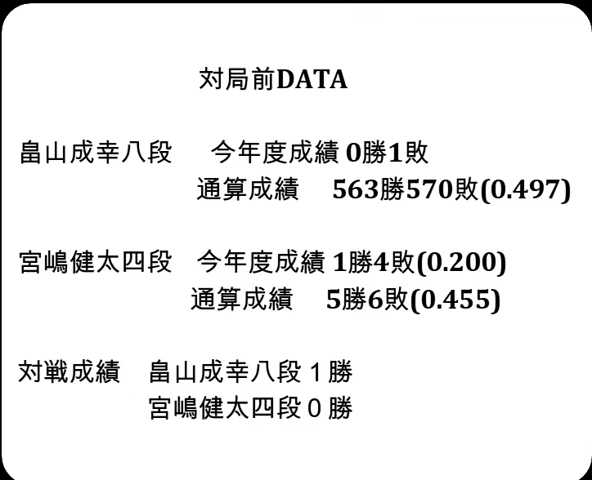 対局前DATA
畠山成幸八段 今年度成績 0勝1敗
通算成績 563勝570敗(0.497)
宮嶋健太四段 今年度成績 1勝4敗(0.200)
通算成績 5勝6敗(0.455)
対戦成績 畠山成幸八段 1 勝
宮嶋健太四段 0 勝